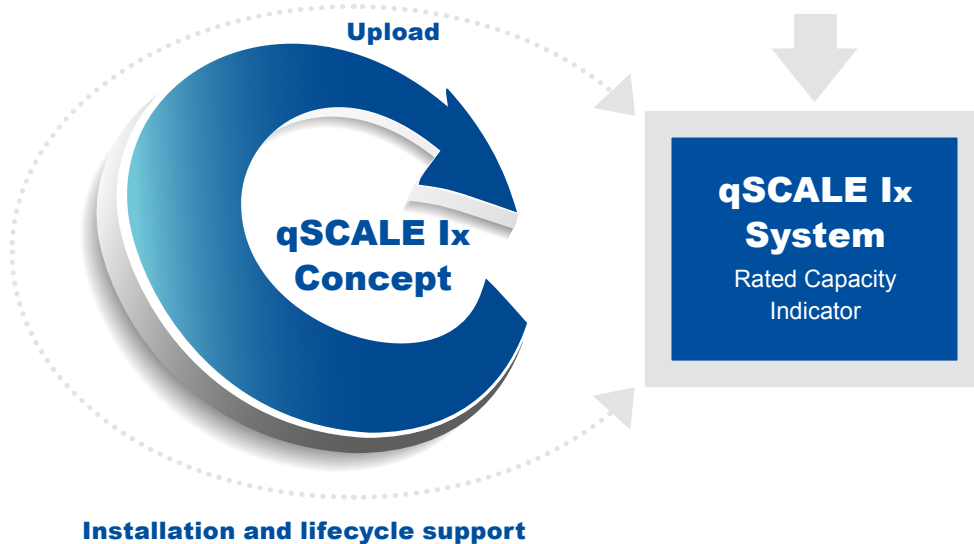 Upload
qSCALE Ix
Concept
qSCALE Ix
System
Rated Capacity
Indicator
Installation and lifecycle support